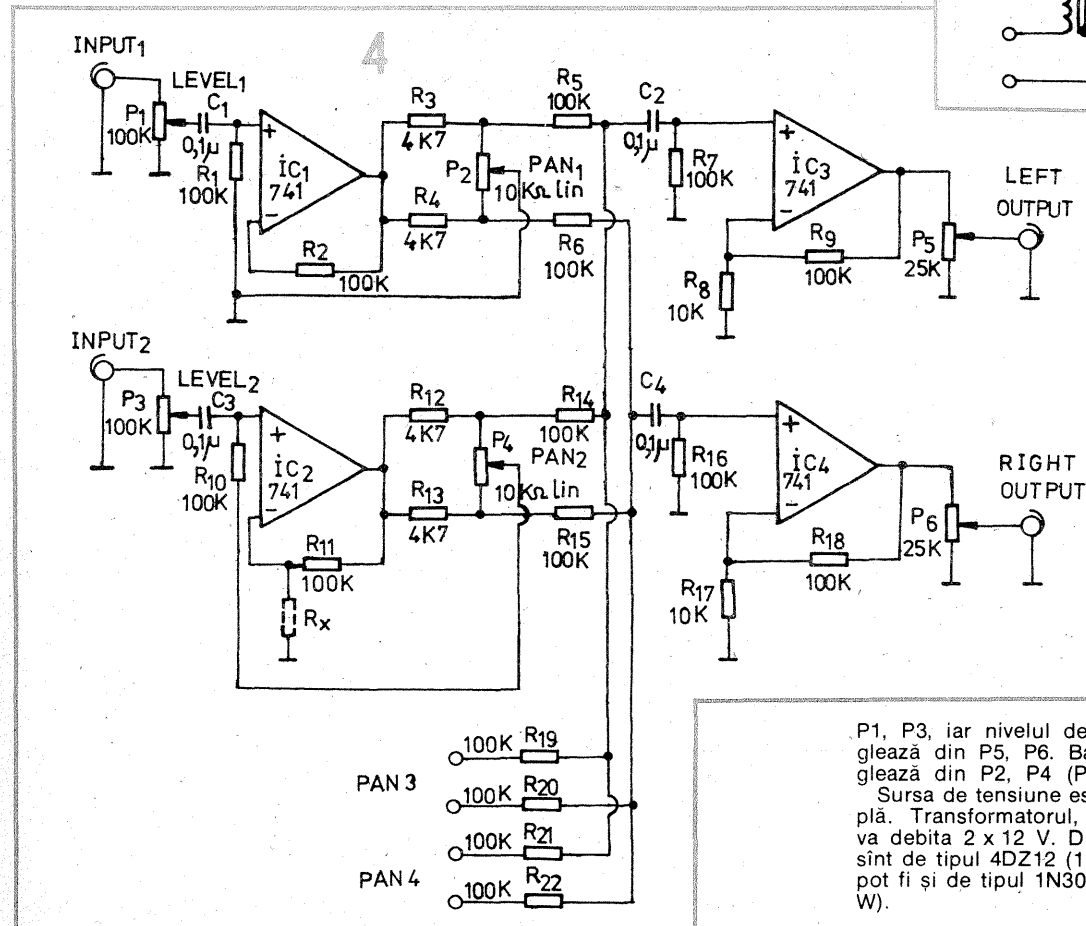 4
INPUT1
LEVEL1
P1
100K
C1
0,1µ
R1
100K
+
İC1
741
−
R2
100K
R3
4K7
R4
4K7
P2
PAN1
10KΩ lin
R5
100K
R6
100K
C2
0,1µ
R7
100K
+
İC3
741
−
R8
10K
R9
100K
P5
25K
LEFT
OUTPUT
INPUT2
LEVEL2
P3
100K
C3
0,1µ
R10
100K
+
İC2
741
−
R11
100K
Rx
R12
4K7
R13
4K7
P4
PAN2
10KΩ lin
R14
100K
R15
100K
C4
0,1µ
R16
100K
+
İC4
741
−
R17
10K
R18
100K
P6
25K
RIGHT
OUTPUT
PAN 3
100K R19
100K R20
PAN 4
100K R21
100K R22
P1, P3, iar nivelul de
glează din P5, P6. Ba
glează din P2, P4 (P
Sursa de tensiune es
plă. Transformatorul,
va debita 2 x 12 V. D
sînt de tipul 4DZ12 (1
pot fi și de tipul 1N30
W).